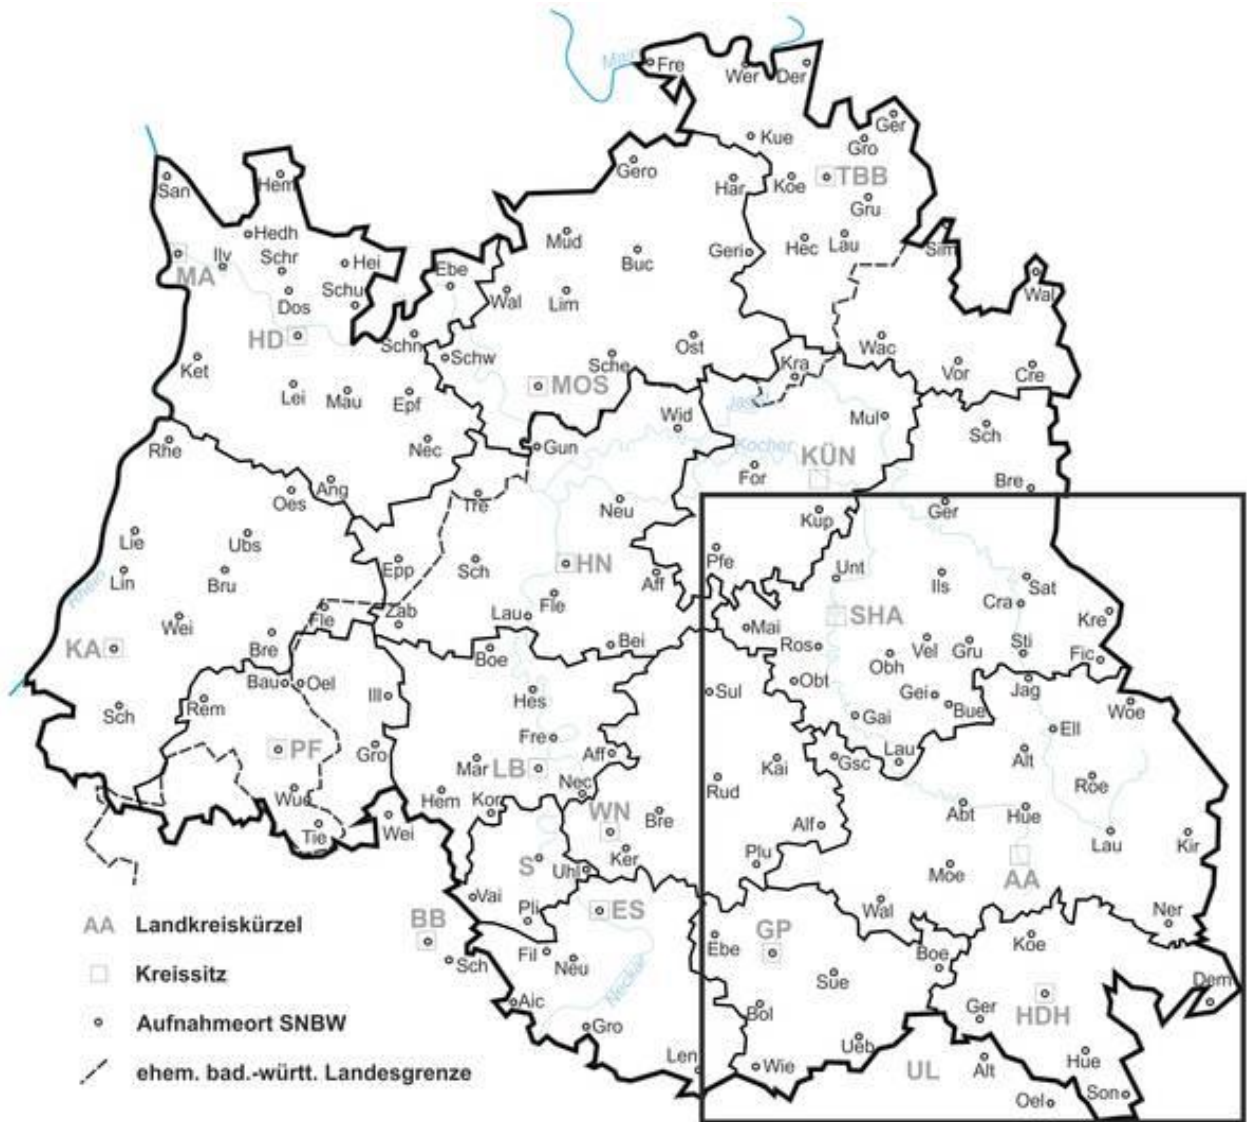 Main
Fre
Wer
Der
Ger
Kue
Gro
Gero
San
Hem
Har
Koe
TBB
Gru
Hedh
Mud
Hec
Lau
Ilv
Schr
Hei
Buc
Geri
Sim
MA
Ebe
Wal
Dos
Schu
Wal
Lim
HD
Schn
Ost
Wac
Schw
Sche
Kra
Vor
Cre
Ket
MOS
Lei
Mau
Epf
Jagst
Wid
Mul
Rhe
Nec
Gun
Kocher
Sch
KÜN
For
Ang
Bre
Oes
Tre
Neu
Kup
Ger
Lie
Ubs
Lin
Bru
Epp
Sch
HN
Aff
Pfe
Unt
Ils
Sat
Rhein
Cra
Wei
Fle
Zab
Lau
Fle
Mai
SHA
Kre
KA
Bre
Boe
Bei
Ros
Obh
Vel
Gru
Sti
Fic
Bau
Oel
Ill
Hes
Sul
Obt
Gei
Jag
Sch
Rem
Bue
Woe
Gai
Ell
PF
Gro
Fre
Aff
Lau
Mar
LB
Nec
Kai
Gsc
Alt
Wue
Hem
Kor
Rud
Roe
Tie
Wei
WN
Bre
Alf
Abt
Hue
Lau
Kir
S
Ker
Uhl
Plu
Moe
AA
Vai
Pli
ES
Wal
Ner
AA Landkreiskürzel
BB
GP
Kreissitz
Sch
Fil
Neu
Ebe
Sue
Boe
Koe
Dem
Neckar
Aufnahmeort SNBW
Aic
Gro
Bol
Ger
HDH
ehem. bad.-württ. Landesgrenze
Len
Wie
Ueb
UL
Alt
Hue
Oel
Son